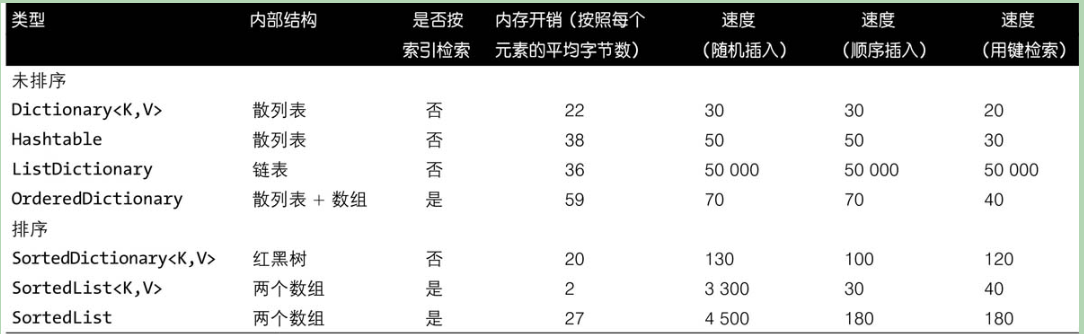 类型 内部结构 是否按 内存开销（按照每个 速度 速度 速度
索引检索 元素的平均字节数） （随机插入） （顺序插入） （用键检索）
未排序
Dictionary<K,V> 散列表 否 22 30 30 20
Hashtable 散列表 否 38 50 50 30
ListDictionary 链表 否 36 50 000 50 000 50 000
OrderedDictionary 散列表 + 数组 是 59 70 70 40
排序
SortedDictionary<K,V> 红黑树 否 20 130 100 120
SortedList<K,V> 两个数组 是 2 3 300 30 40
SortedList 两个数组 是 27 4 500 180 180